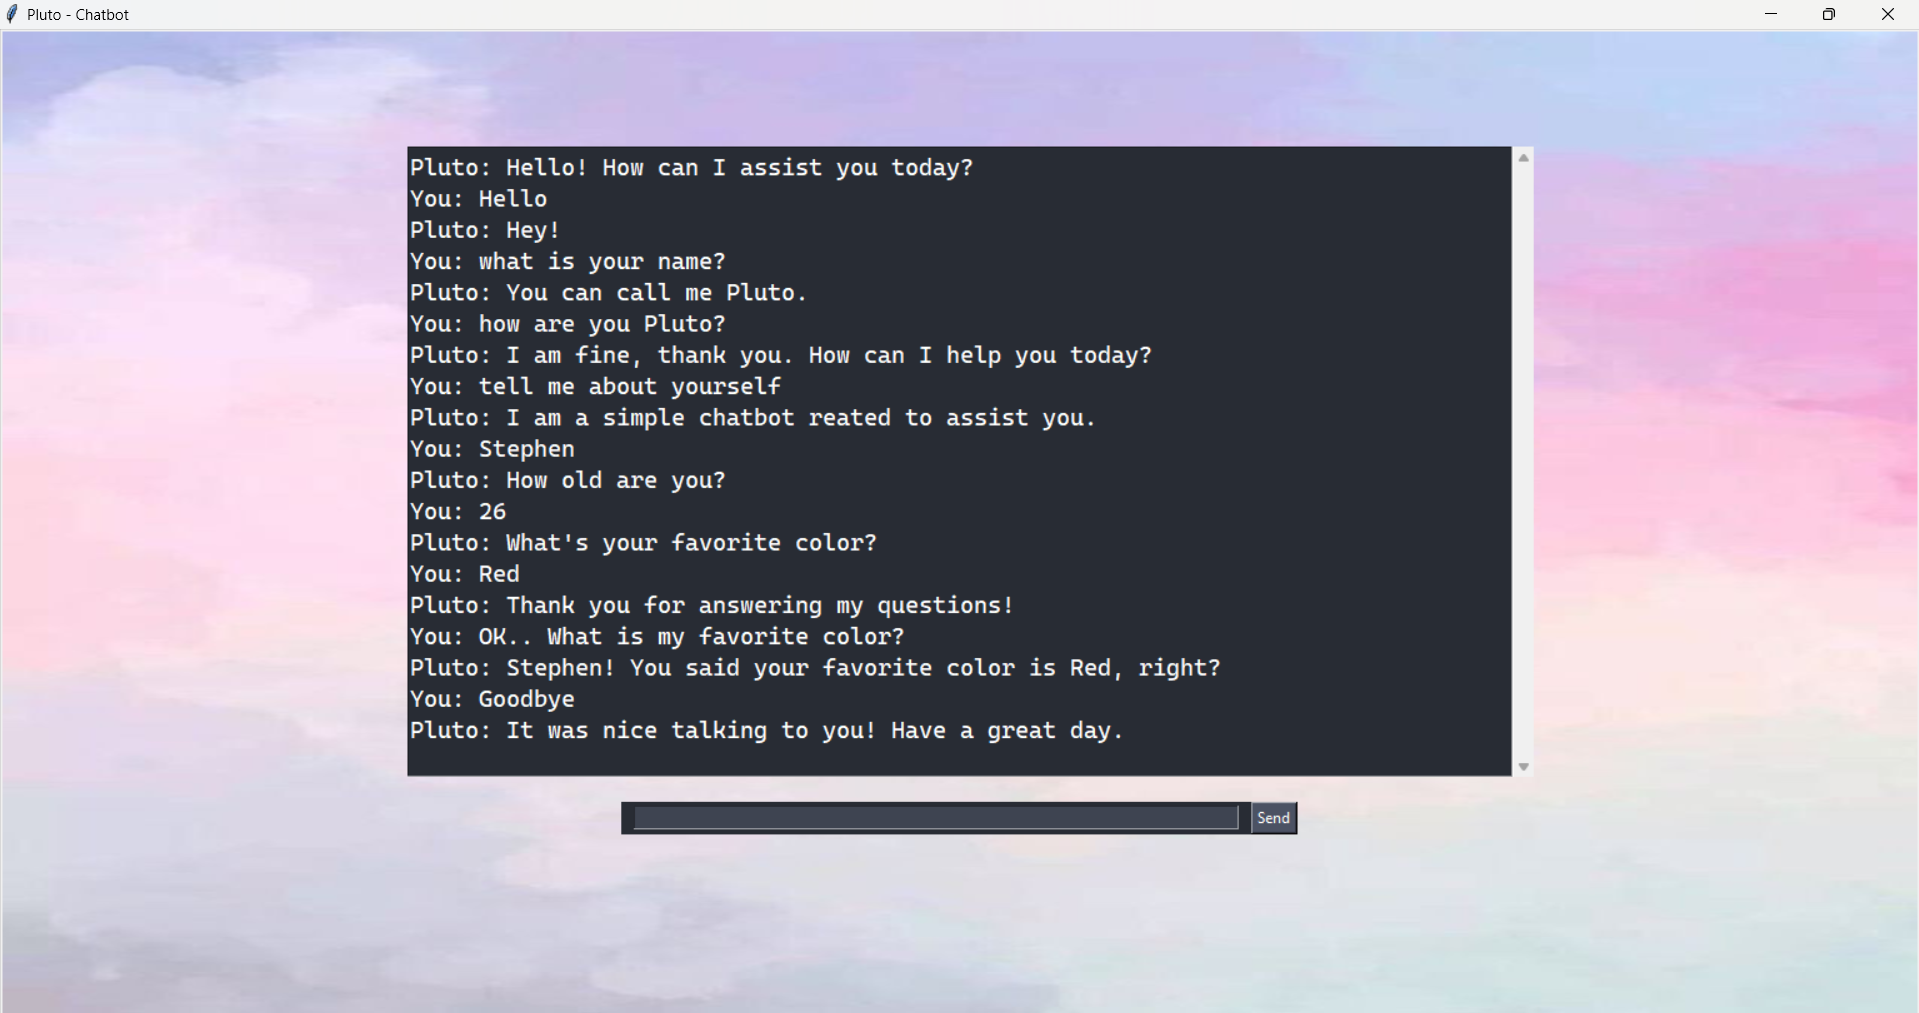 Pluto - Chatbot
Pluto: Hello! How can I assist you today?
You: Hello
Pluto: Hey!
You: what is your name?
Pluto: You can call me Pluto.
You: how are you Pluto?
Pluto: I am fine, thank you. How can I help you today?
You: tell me about yourself
Pluto: I am a simple chatbot reated to assist you.
You: Stephen
Pluto: How old are you?
You: 26
Pluto: What's your favorite color?
You: Red
Pluto: Thank you for answering my questions!
You: OK.. What is my favorite color?
Pluto: Stephen! You said your favorite color is Red, right?
You: Goodbye
Pluto: It was nice talking to you! Have a great day.
Send